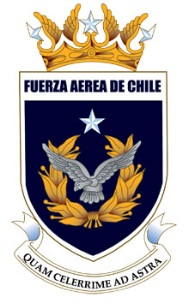 FUERZA AEREA DE CHILE
QUAM CELERRIME AD ASTRA